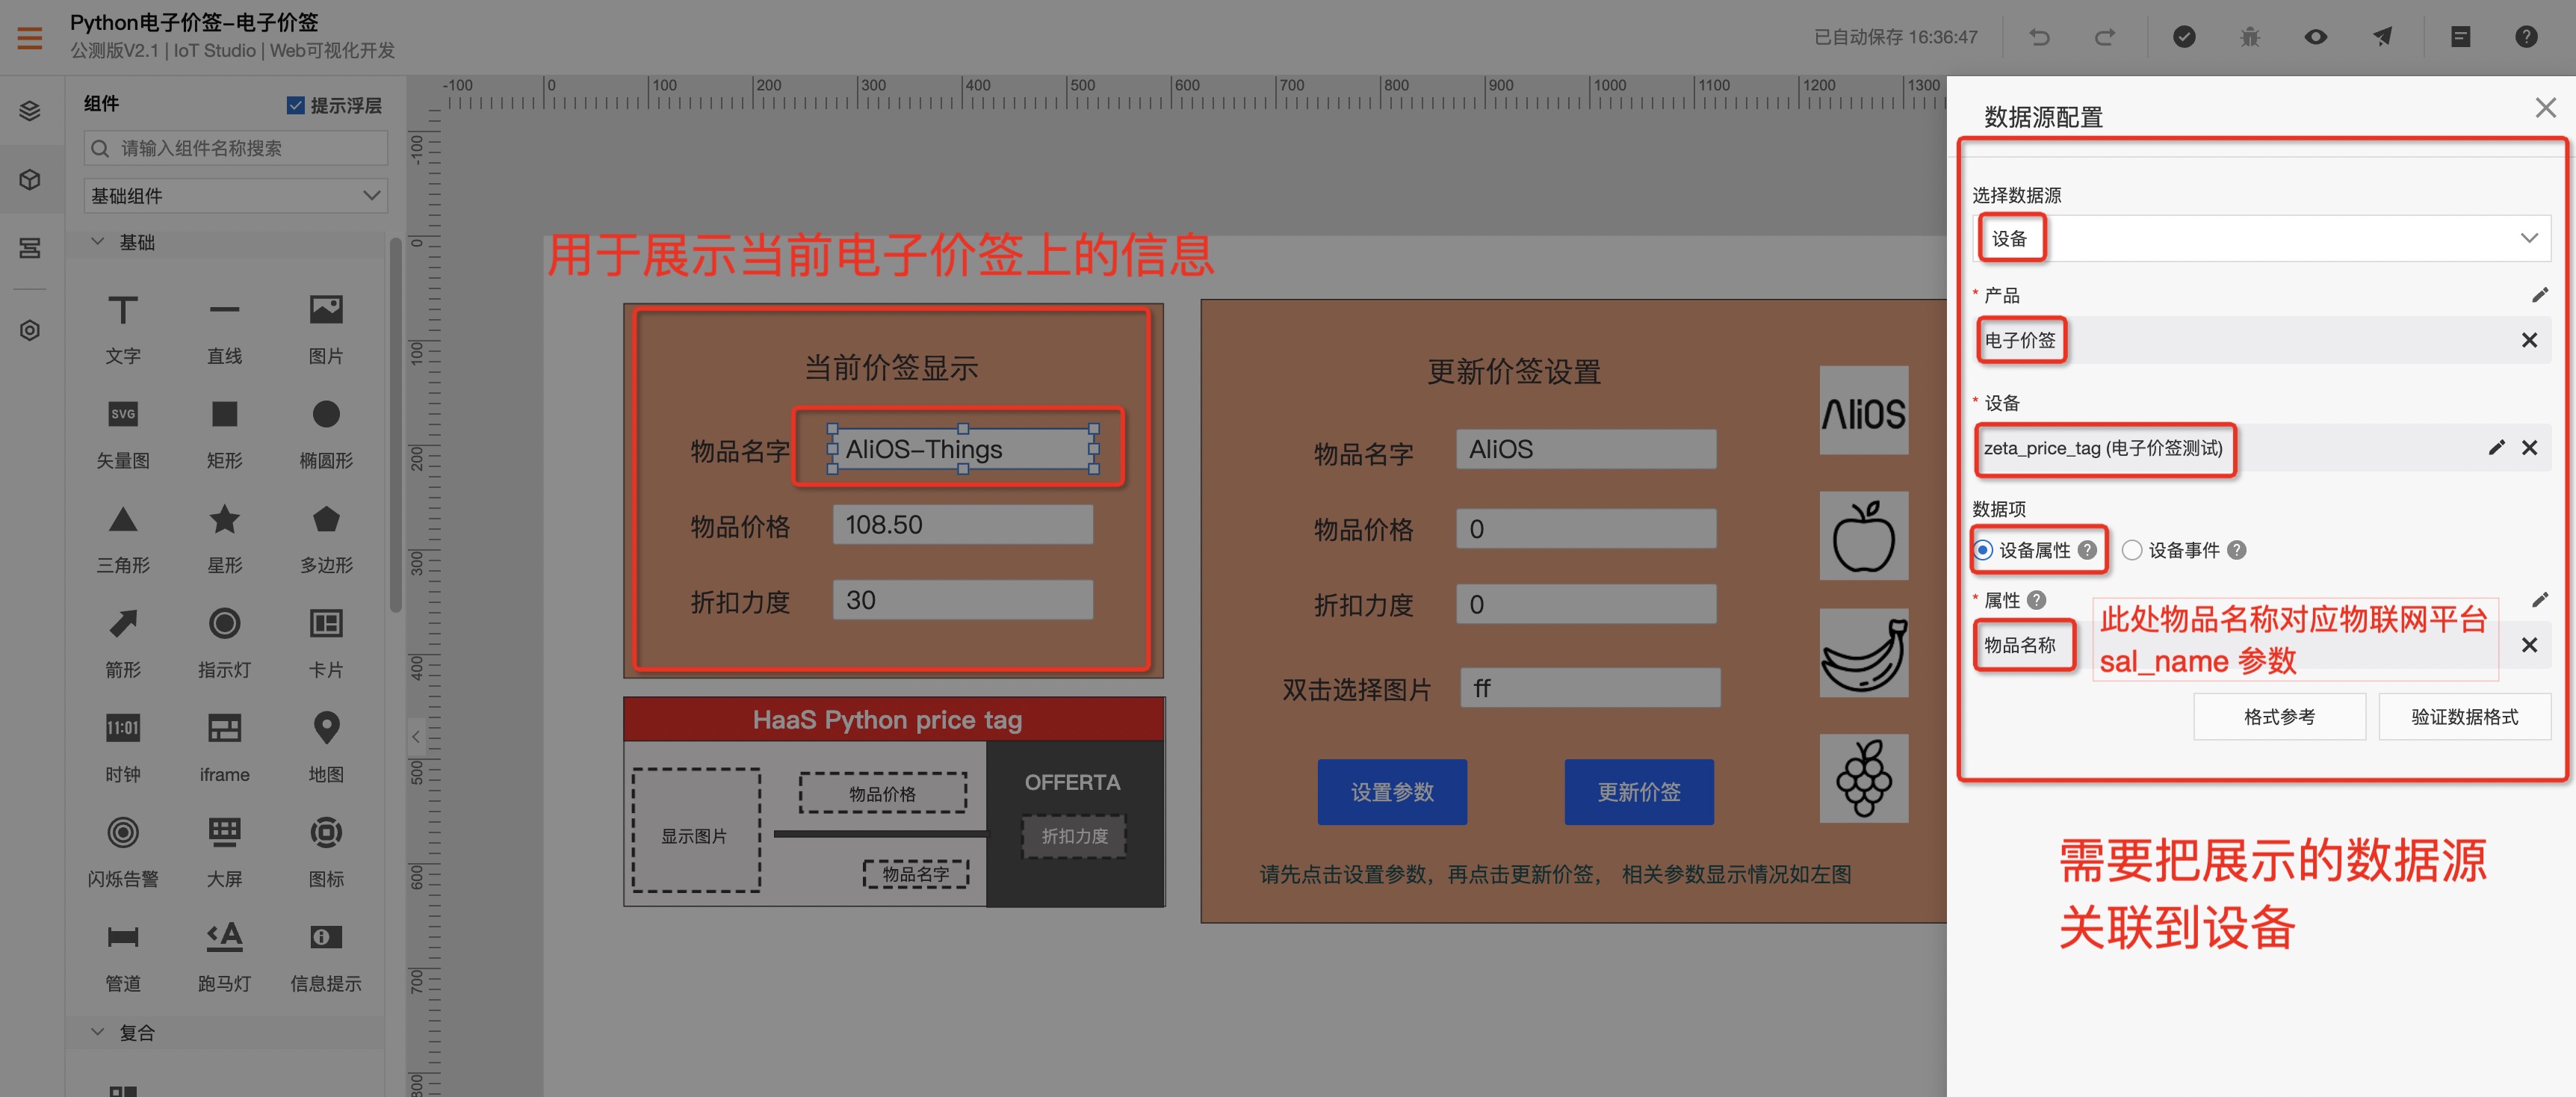 Python电子价签-电子价签
公测版V2.1 | IoT Studio | Web可视化开发
已自动保存 16:36:47
组件
提示浮层
请输入组件名称搜索
基础组件
基础
文字
直线
图片
SVG
矢量图
矩形
椭圆形
三角形
星形
多边形
箭形
指示灯
卡片
11:01
时钟
iframe
地图
闪烁告警
大屏
图标
管道
跑马灯
信息提示
复合
-100 0 100 200 300 400 500 600 700 800 900 1000 1100 1200 1300
-100
0
100
200
300
400
500
600
700
800
用于展示当前电子价签上的信息
当前价签显示
物品名字
AliOS-Things
物品价格
108.50
折扣力度
30
HaaS Python price tag
显示图片
物品价格
物品名字
OFFERTA
折扣力度
更新价签设置
物品名字
AliOS
物品价格
0
折扣力度
0
双击选择图片
ff
设置参数
更新价签
请先点击设置参数，再点击更新价签， 相关参数显示情况如左图
AliOS
数据源配置
选择数据源
设备
* 产品
电子价签
* 设备
zeta_price_tag (电子价签测试)
数据项
设备属性 ?
设备事件 ?
* 属性 ?
物品名称
此处物品名称对应物联网平台
sal_name 参数
格式参考
验证数据格式
需要把展示的数据源
关联到设备